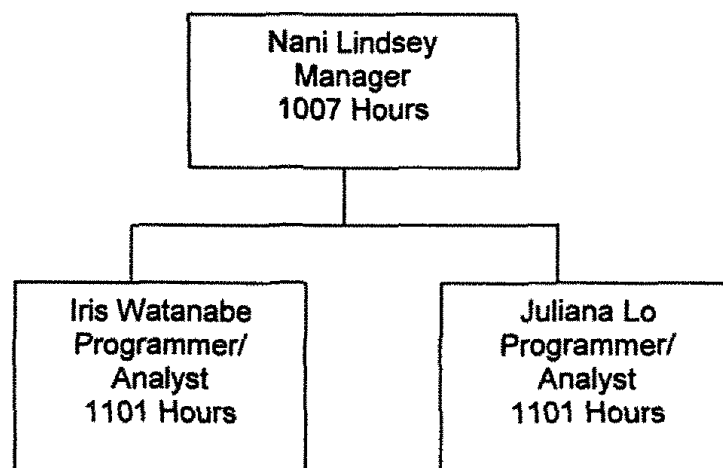 Nani Lindsey
Manager
1007 Hours
Iris Watanabe
Programmer/
Analyst
1101 Hours
Juliana Lo
Programmer/
Analyst
1101 Hours